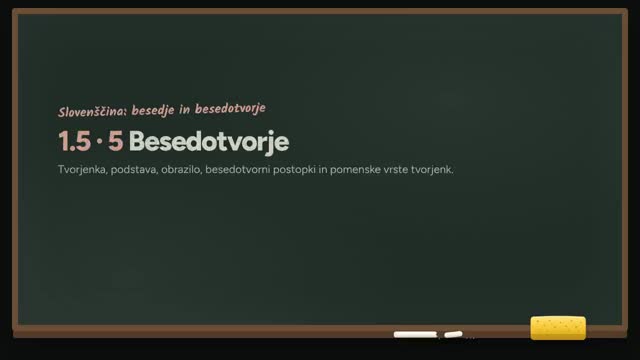 Slovenščina: besedje in besedotvorje
1.5 • 5 Besedotvorje
Tvorjenka, podstava, obrazilo, besedotvorni postopki in pomenske vrste tvorjenk.